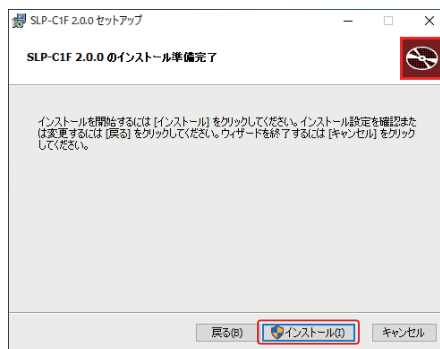 SLP-C1F 2.0.0 セットアップ
SLP-C1F 2.0.0 のインストール準備完了
インストールを開始するには [インストール] をクリックしてください。インストール設定を確認また
は変更するには [戻る] をクリックしてください。ウィザードを終了するには [キャンセル] をクリック
してください。
戻る(B) インストール(I) キャンセル